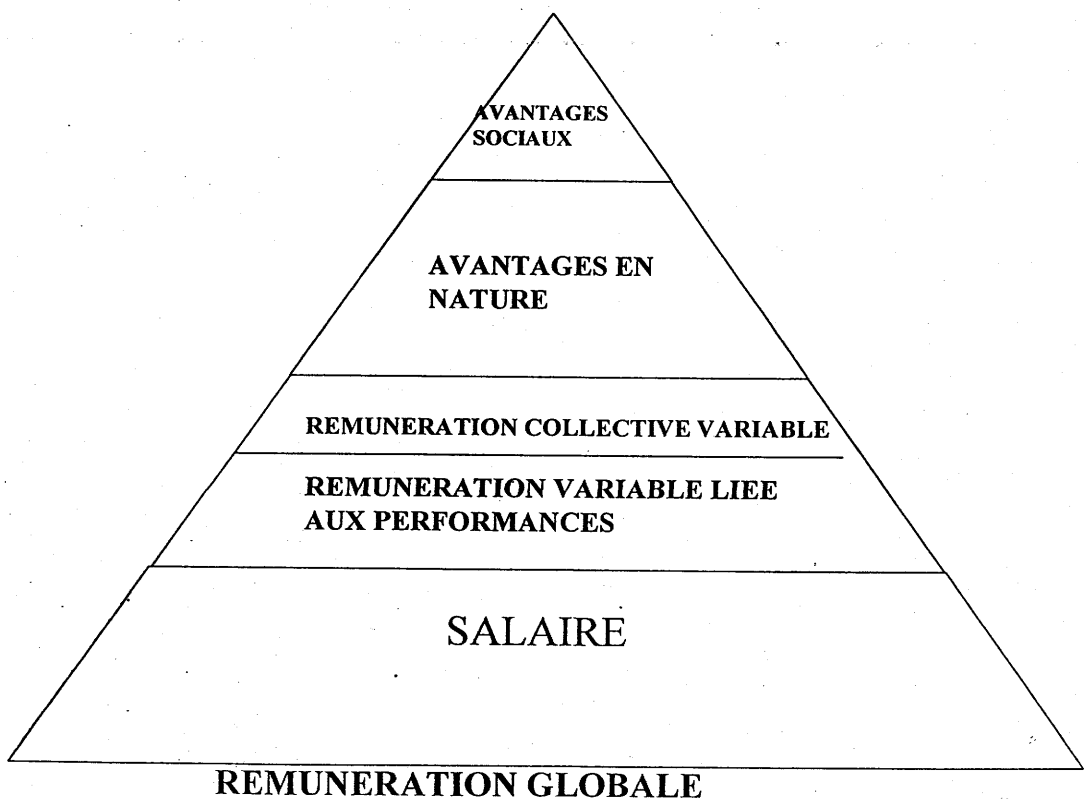 AVANTAGES
SOCIAUX
AVANTAGES EN
NATURE
REMUNERATION COLLECTIVE VARIABLE
REMUNERATION VARIABLE LIEE
AUX PERFORMANCES
SALAIRE
REMUNERATION GLOBALE